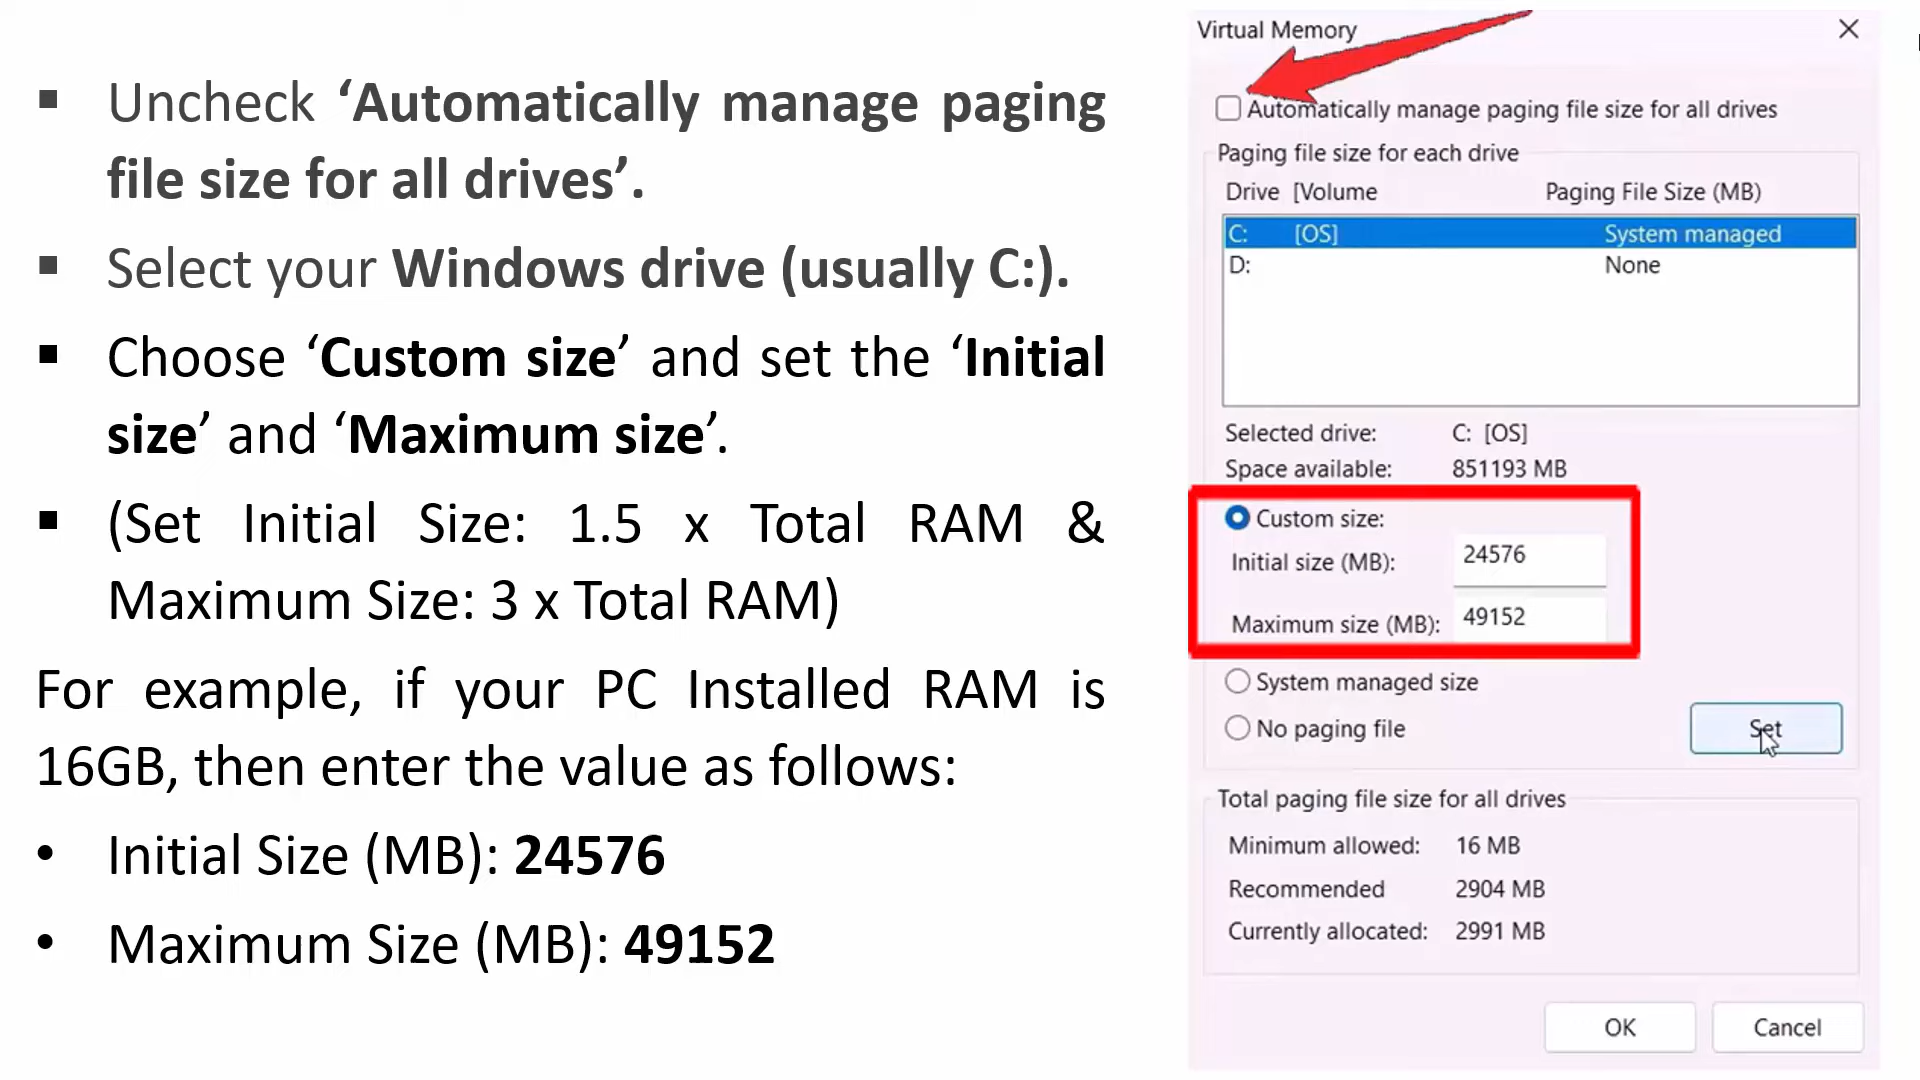 ▪ Uncheck ‘Automatically manage paging
file size for all drives’.
▪ Select your Windows drive (usually C:).
▪ Choose ‘Custom size’ and set the ‘Initial
size’ and ‘Maximum size’.
▪ (Set Initial Size: 1.5 x Total RAM &
Maximum Size: 3 x Total RAM)
For example, if your PC Installed RAM is
16GB, then enter the value as follows:
• Initial Size (MB): 24576
• Maximum Size (MB): 49152
Virtual Memory
Automatically manage paging file size for all drives
Paging file size for each drive
Drive [Volume Paging File Size (MB)
C: [OS] System managed
D: None
Selected drive: C: [OS]
Space available: 851193 MB
Custom size:
Initial size (MB): 24576
Maximum size (MB): 49152
System managed size
No paging file Set
Total paging file size for all drives
Minimum allowed: 16 MB
Recommended 2904 MB
Currently allocated: 2991 MB
OK Cancel